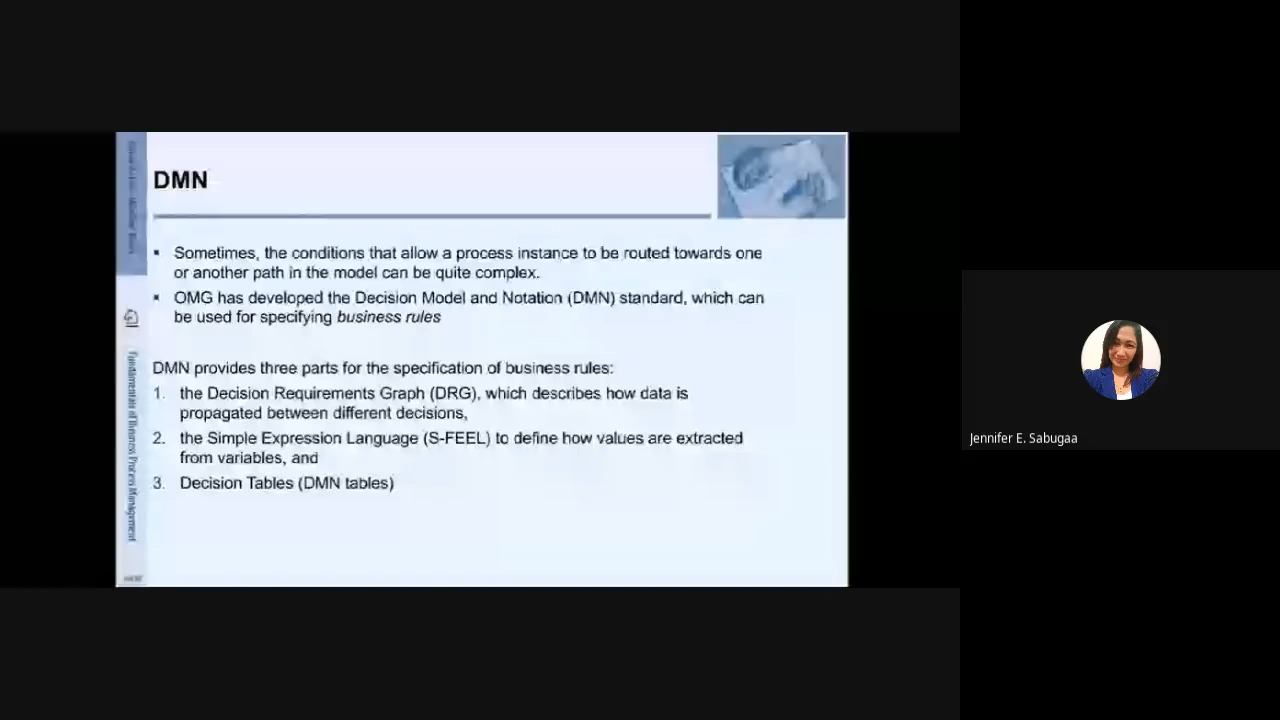 DMN
▪ Sometimes, the conditions that allow a process instance to be routed towards one
or another path in the model can be quite complex.
▪ OMG has developed the Decision Model and Notation (DMN) standard, which can
be used for specifying business rules
DMN provides three parts for the specification of business rules:
1. the Decision Requirements Graph (DRG), which describes how data is
propagated between different decisions,
2. the Simple Expression Language (S-FEEL) to define how values are extracted
from variables, and
3. Decision Tables (DMN tables)
Fundamentals of Business Process Management
Jennifer E. Sabugaa